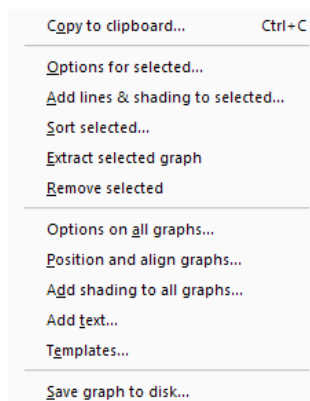 Copy to clipboard... Ctrl+C
Options for selected...
Add lines & shading to selected...
Sort selected...
Extract selected graph
Remove selected
Options on all graphs...
Position and align graphs...
Add shading to all graphs...
Add text...
Templates...
Save graph to disk...